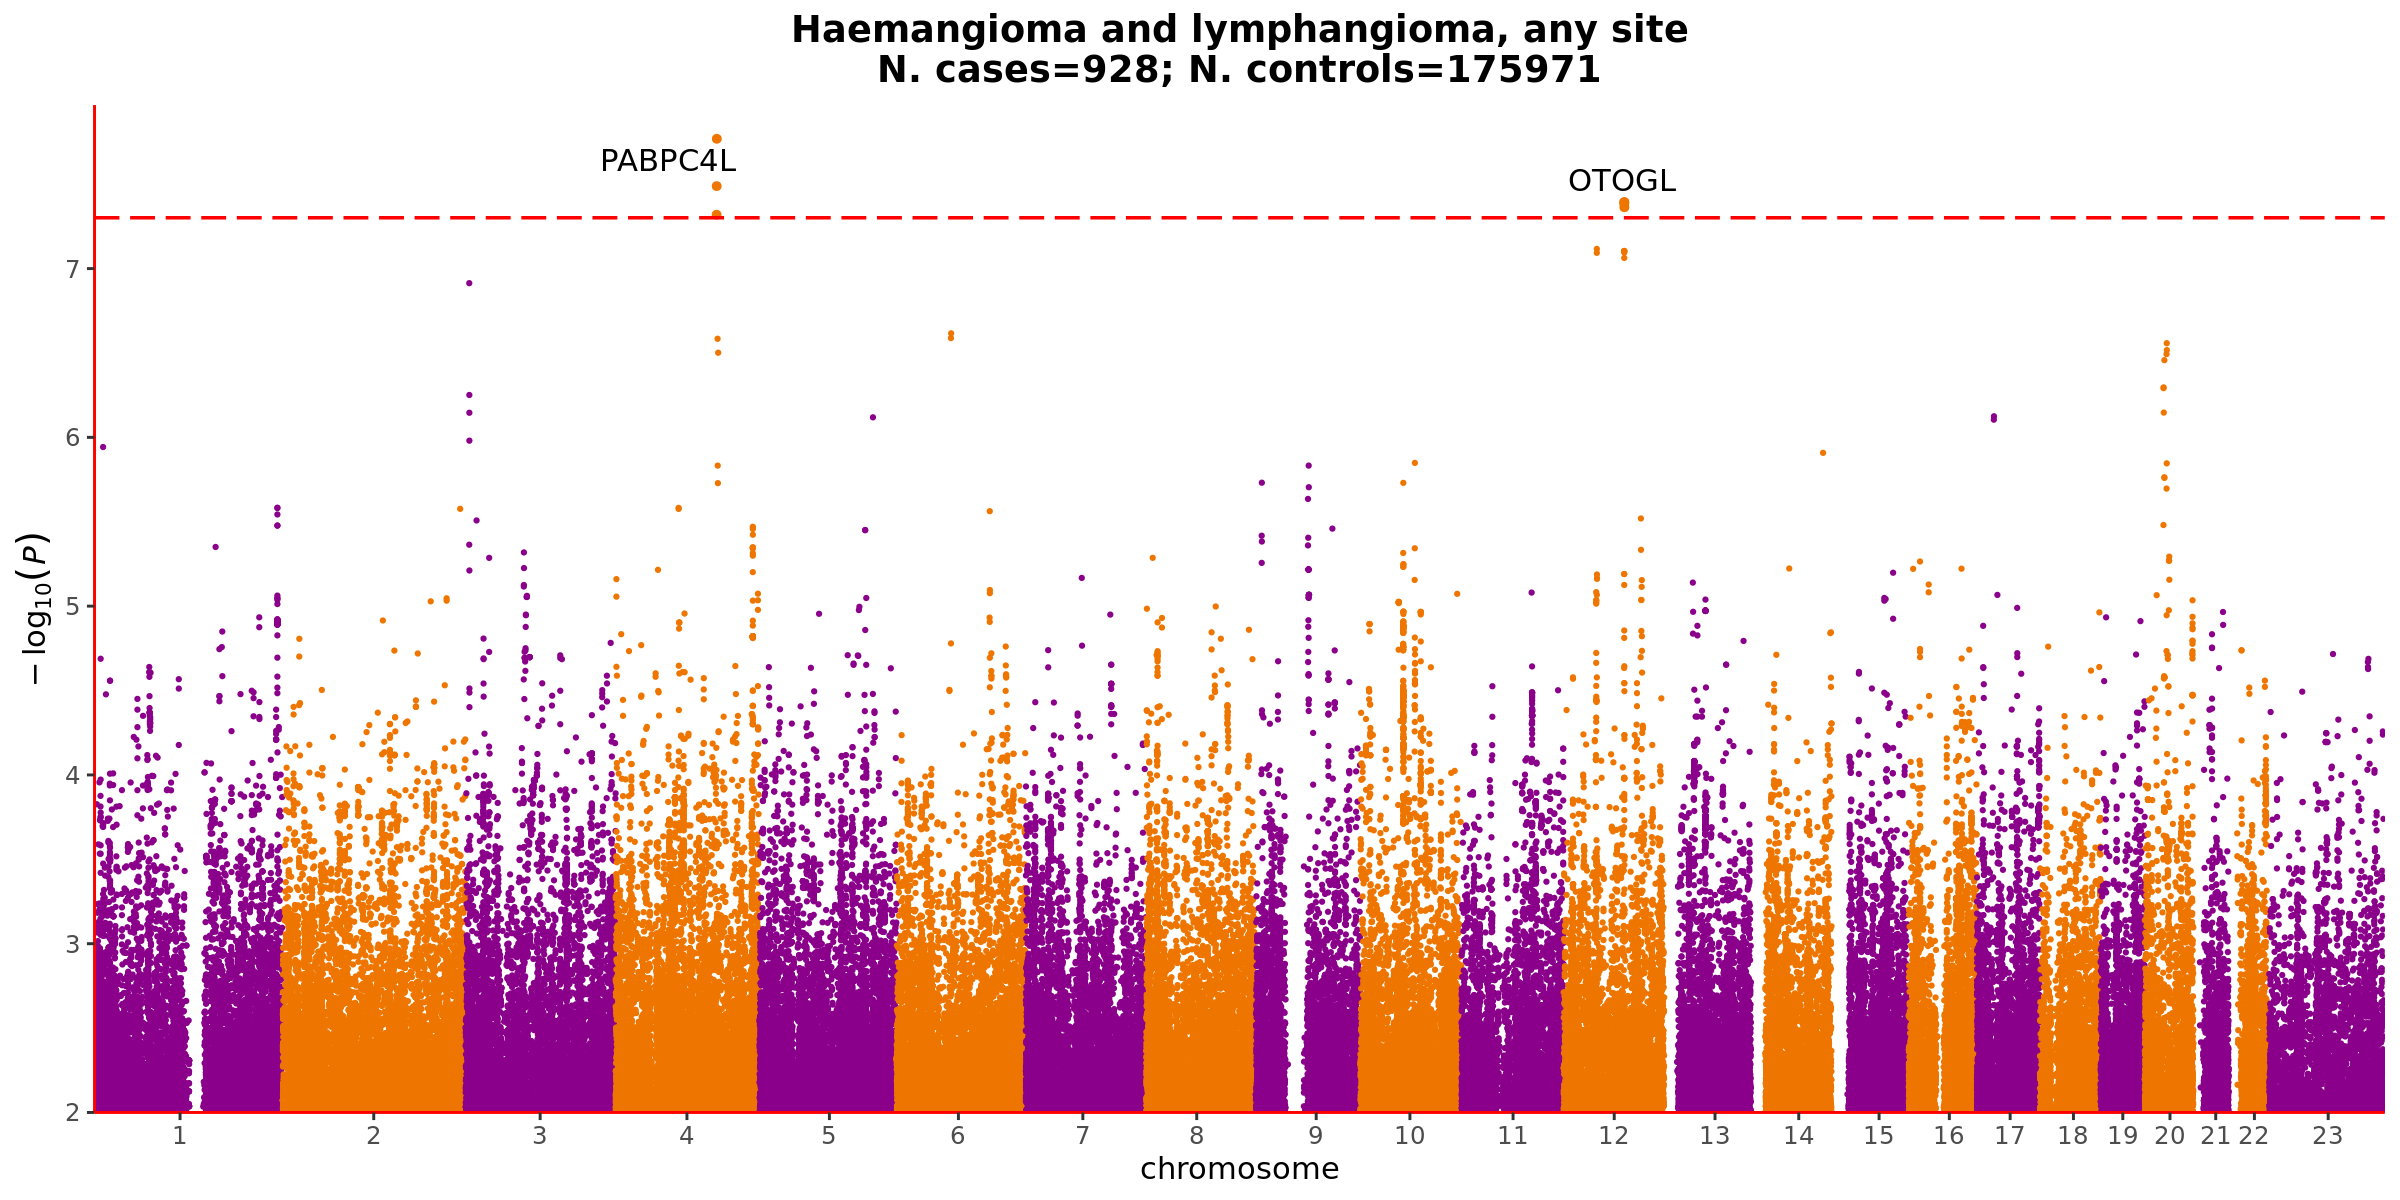 Haemangioma and lymphangioma, any site
N. cases=928; N. controls=175971
PABPC4L
OTOGL
7
6
5
4
3
2
− log10(P)
1 2 3 4 5 6 7 8 9 10 11 12 13 14 15 16 17 18 19 20 21 22 23
chromosome